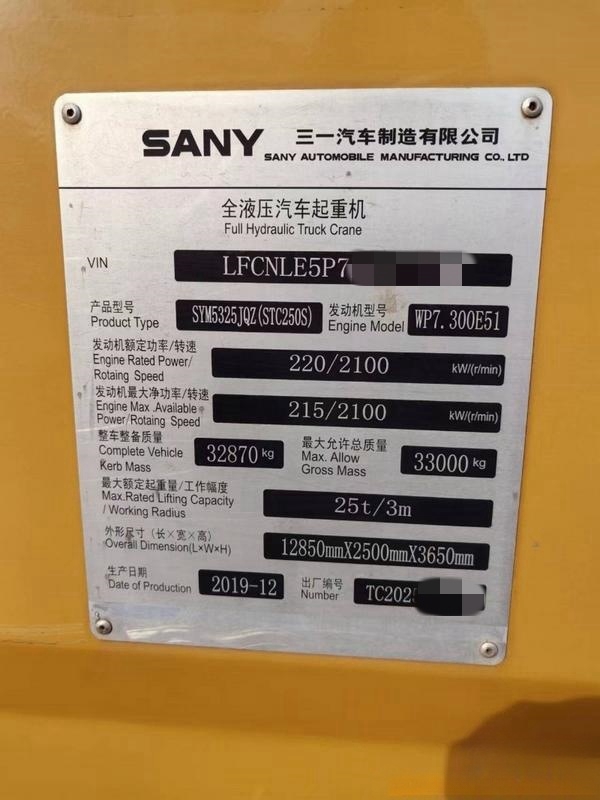 SANY 三一汽车制造有限公司
SANY AUTOMOBILE MANUFACTURING CO., LTD
全液压汽车起重机
Full Hydraulic Truck Crane
VIN LFCNLE5P7
产品型号 发动机型号
Product Type SYM5325JQZ(STC250S) Engine Model WP7.300E51
发动机额定功率/转速
Engine Rated Power/ 220/2100 kW/(r/min)
Rotaing Speed
发动机最大净功率/转速
Engine Max .Available 215/2100 kW/(r/min)
Power/Rotaing Speed
整车整备质量 最大允许总质量
Complete Vehicle 32870 kg Max. Allow 33000 kg
Kerb Mass Gross Mass
最大额定起重量/工作幅度
Max.Rated Lifting Capacity 25t/3m
/ Working Radius
外形尺寸 (长×宽×高)
Overall Dimension(L×W×H) 12850mmX2500mmX3650mm
生产日期 出厂编号
Date of Production 2019-12 Number TC202